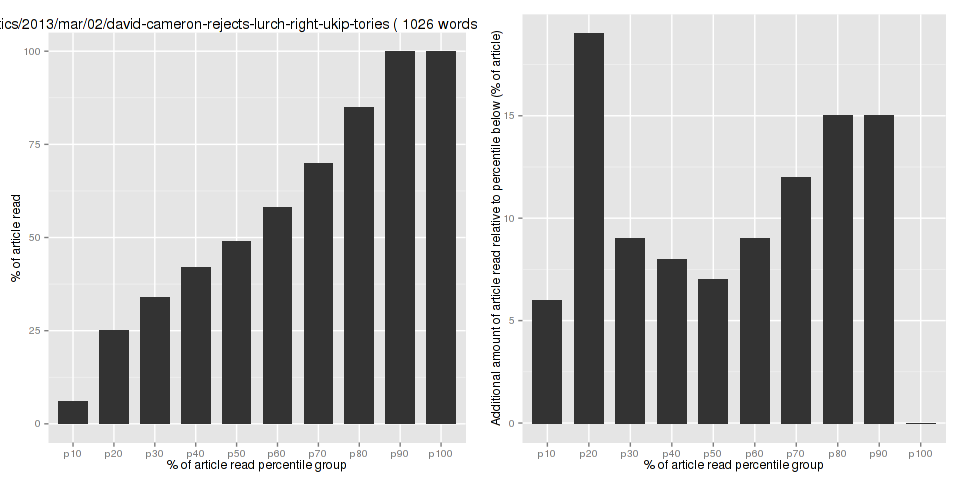 tics/2013/mar/02/david-cameron-rejects-lurch-right-ukip-tories ( 1026 words
% of article read
100
75
50
25
0
p10 p20 p30 p40 p50 p60 p70 p80 p90 p100
% of article read percentile group
Additional amount of article read relative to percentile below (% of article)
15
10
5
0
p10 p20 p30 p40 p50 p60 p70 p80 p90 p100
% of article read percentile group